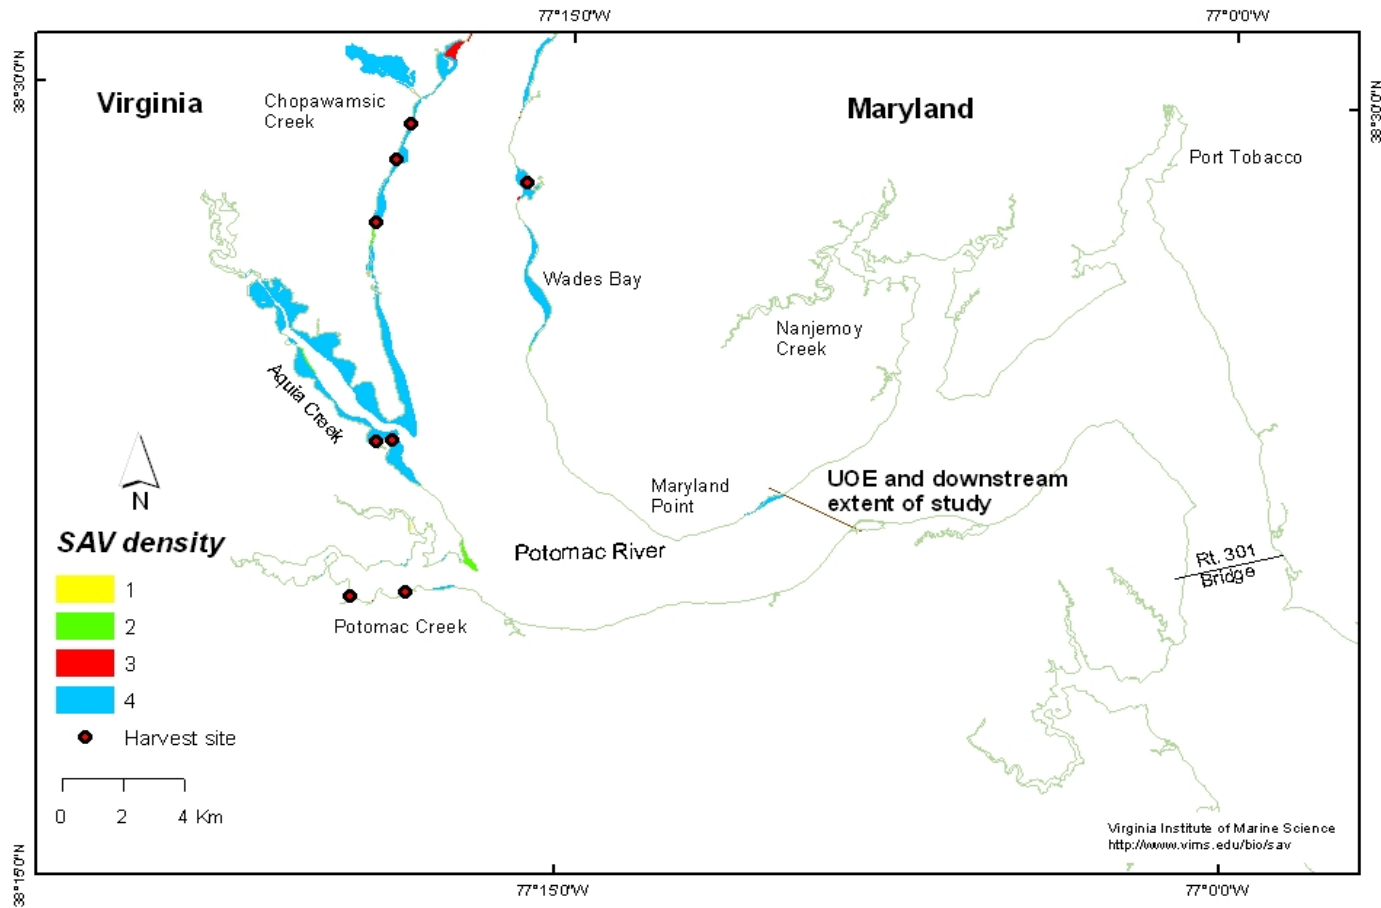 77°15'0"W
77°0'0"W
38°30'0"N
38°30'0"N
Virginia
Chopawamsic
Creek
Maryland
Port Tobacco
Wades Bay
Nanjemoy
Creek
Aquia Creek
Maryland
Point
UOE and downstream
extent of study
N
SAV density
Potomac River
Rt. 301
Bridge
1
2
3
4
Potomac Creek
Harvest site
0 2 4 Km
Virginia Institute of Marine Science
http://www.vims.edu/bio/sav
38°15'0"N
77°15'0"W
77°0'0"W